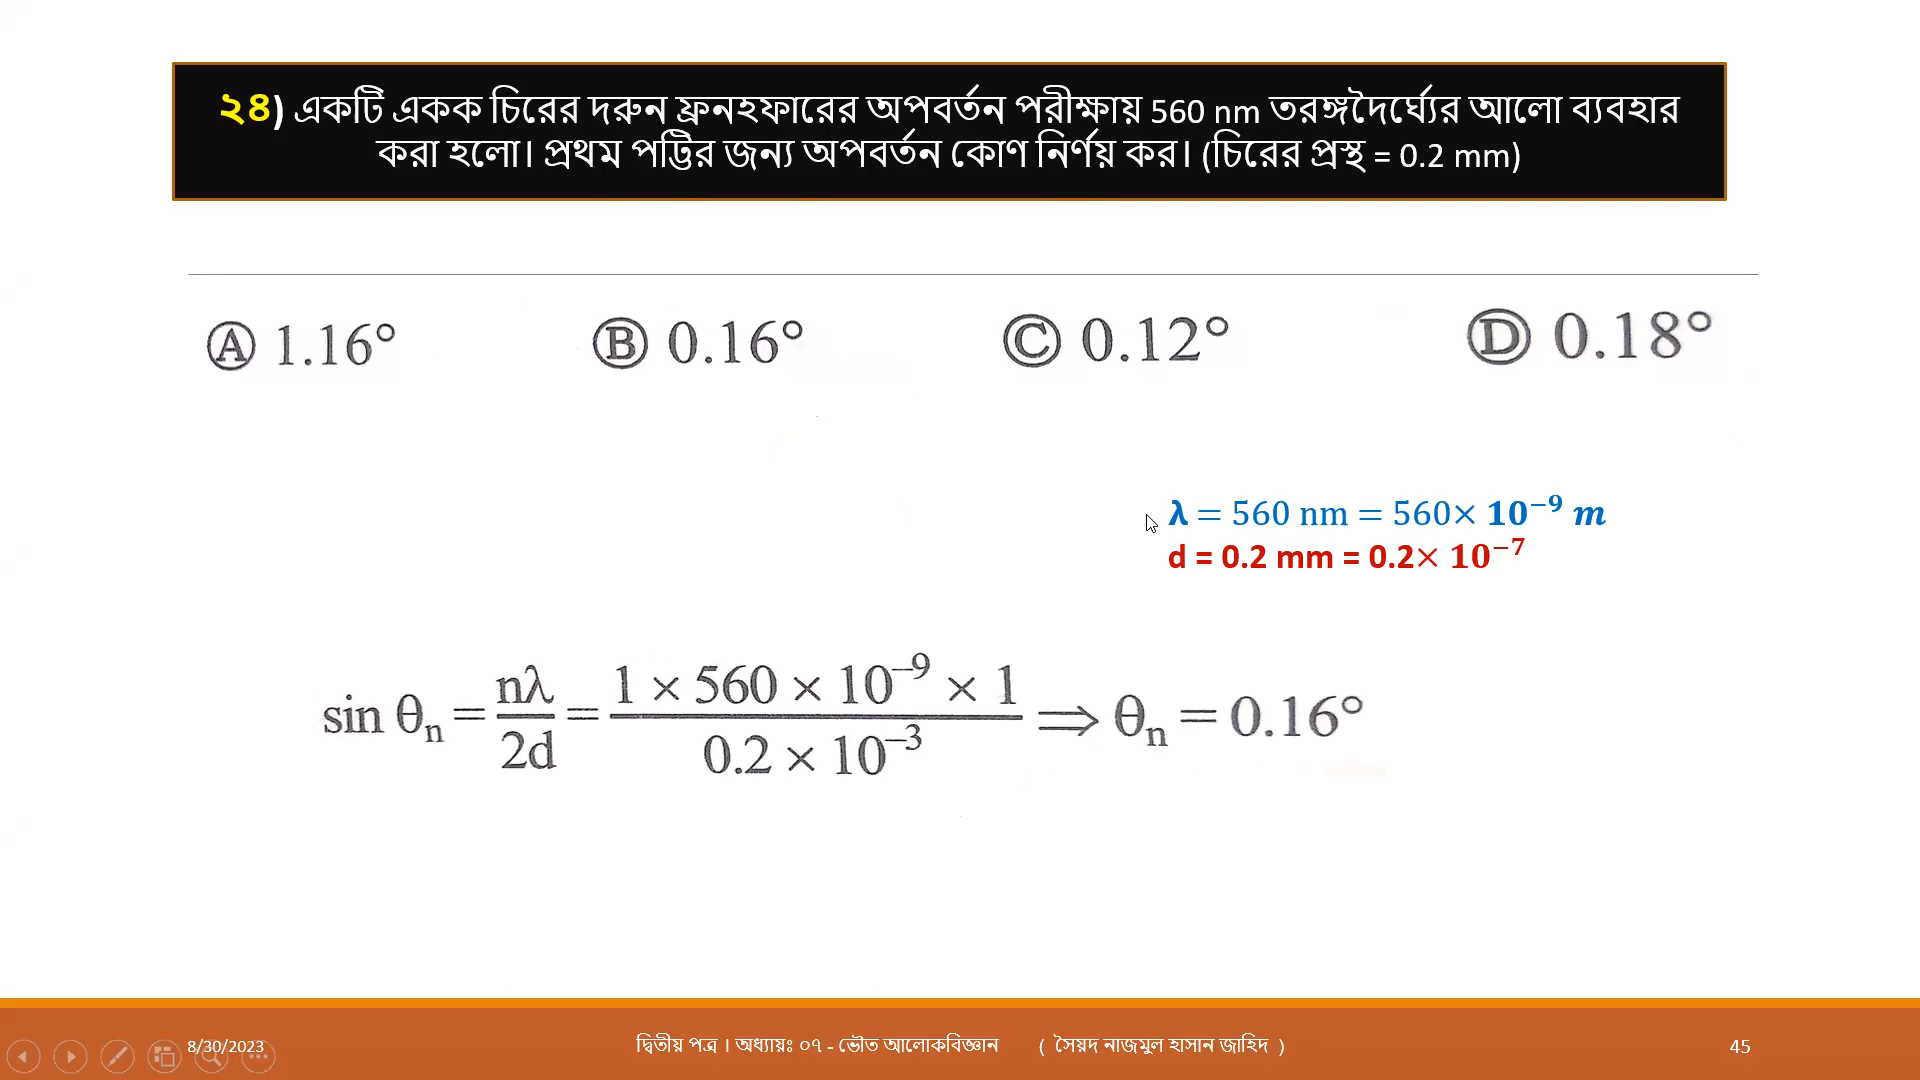 ২৪) একটি একক চিরের দরুন ফ্রনহফারের অপবর্তন পরীক্ষায় 560 nm তরঙ্গদৈর্ঘ্যের আলো ব্যবহার
করা হলো। প্রথম পট্টির জন্য অপবর্তন কোণ নির্ণয় কর। (চিরের প্রস্থ = 0.2 mm)
Ⓐ 1.16° Ⓑ 0.16° Ⓒ 0.12° Ⓓ 0.18°
λ = 560 nm = 560× 10⁻⁹ m
d = 0.2 mm = 0.2× 10⁻⁷
sin θₙ = nλ/2d = 1 × 560 × 10⁻⁹ × 1/0.2 × 10⁻³ ⟹ θₙ = 0.16°
8/30/2023 দ্বিতীয় পত্র । অধ্যায়ঃ ০৭ - ভৌত আলোকবিজ্ঞান ( সৈয়দ নাজমুল হাসান জাহিদ ) 45